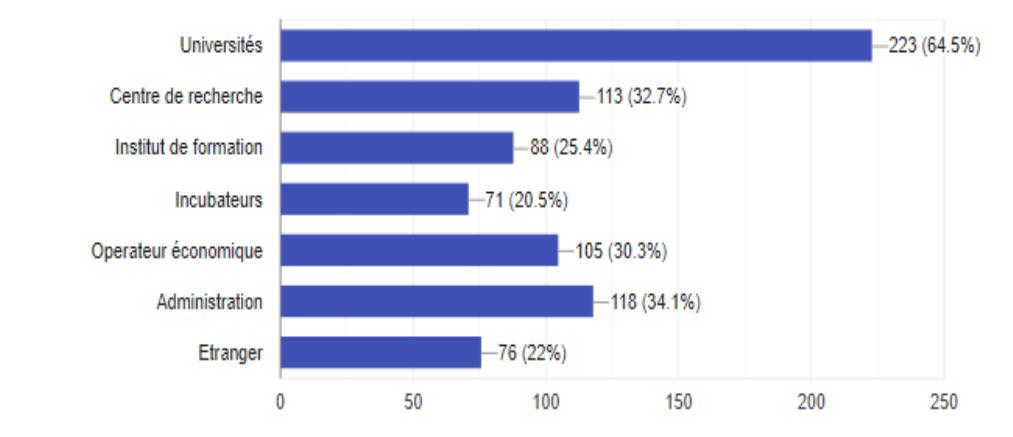 Universités 223 (64.5%)
Centre de recherche 113 (32.7%)
Institut de formation 88 (25.4%)
Incubateurs 71 (20.5%)
Operateur économique 105 (30.3%)
Administration 118 (34.1%)
Etranger 76 (22%)
0 50 100 150 200 250